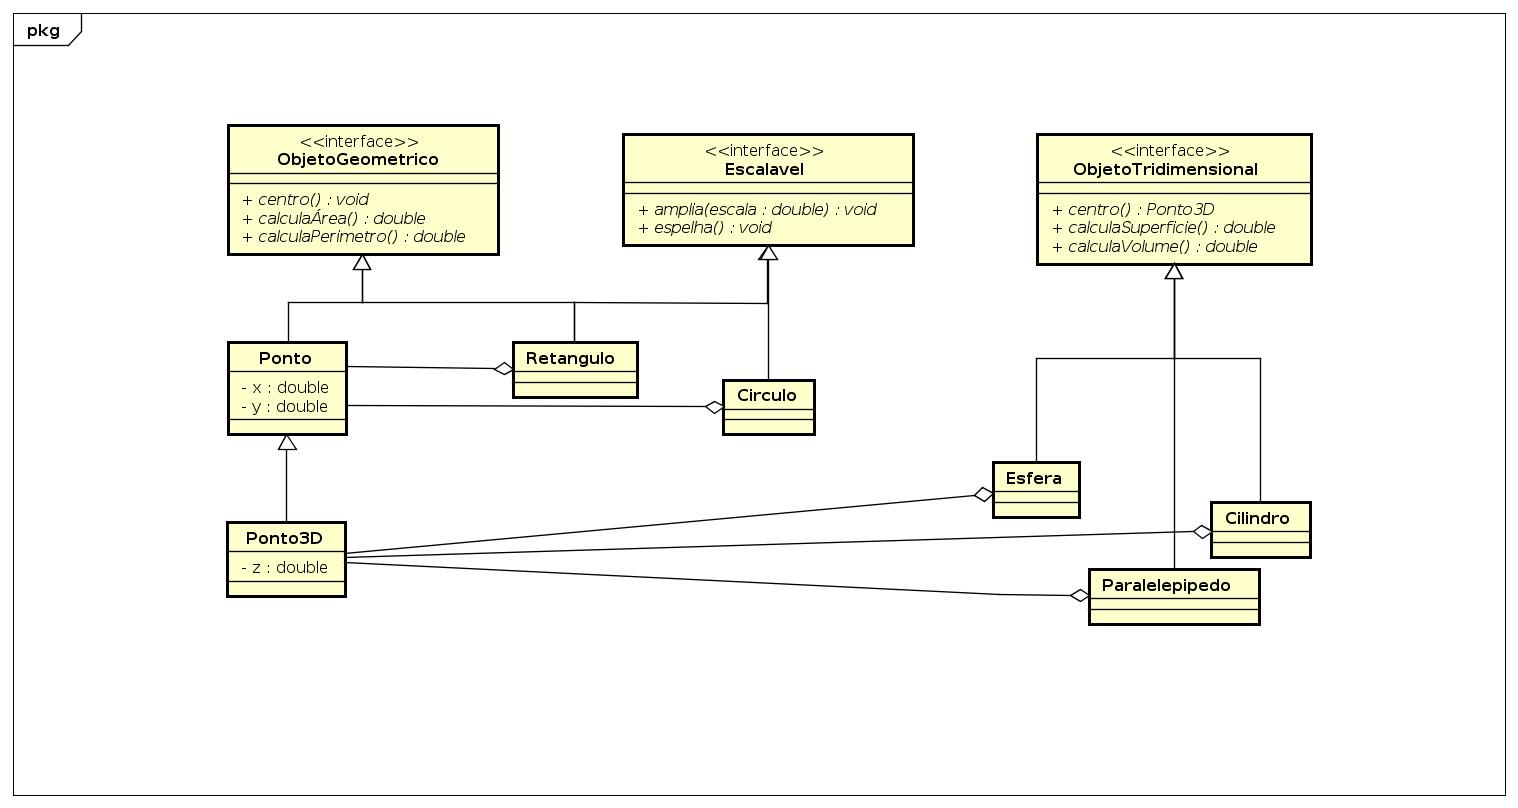 pkg
<<interface>>
ObjetoGeometrico
+ centro() : void
+ calculaÁrea() : double
+ calculaPerimetro() : double
<<interface>>
Escalavel
+ amplia(escala : double) : void
+ espelha() : void
<<interface>>
ObjetoTridimensional
+ centro() : Ponto3D
+ calculaSuperficie() : double
+ calculaVolume() : double
Ponto
- x : double
- y : double
Retangulo
Circulo
Esfera
Cilindro
Ponto3D
- z : double
Paralelepipedo